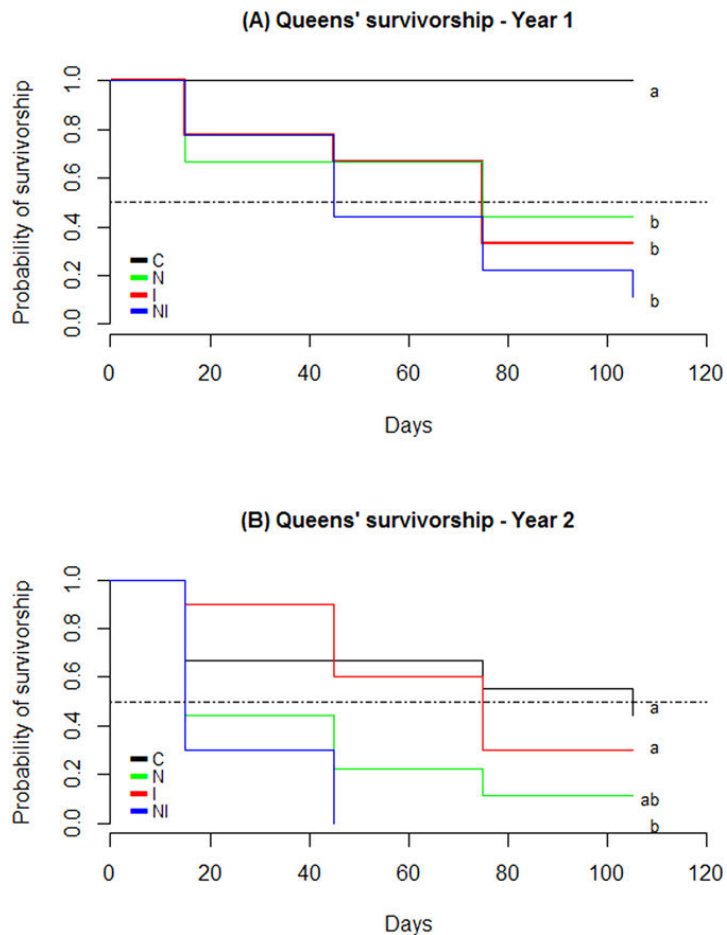 (A) Queens' survivorship - Year 1
Probability of survivorship
1.0
0.8
0.6
0.4
0.2
0.0
a
b
b
b
C
N
I
NI
0 20 40 60 80 100 120
Days
(B) Queens' survivorship - Year 2
Probability of survivorship
1.0
0.8
0.6
0.4
0.2
0.0
a
a
ab
b
C
N
I
NI
0 20 40 60 80 100 120
Days